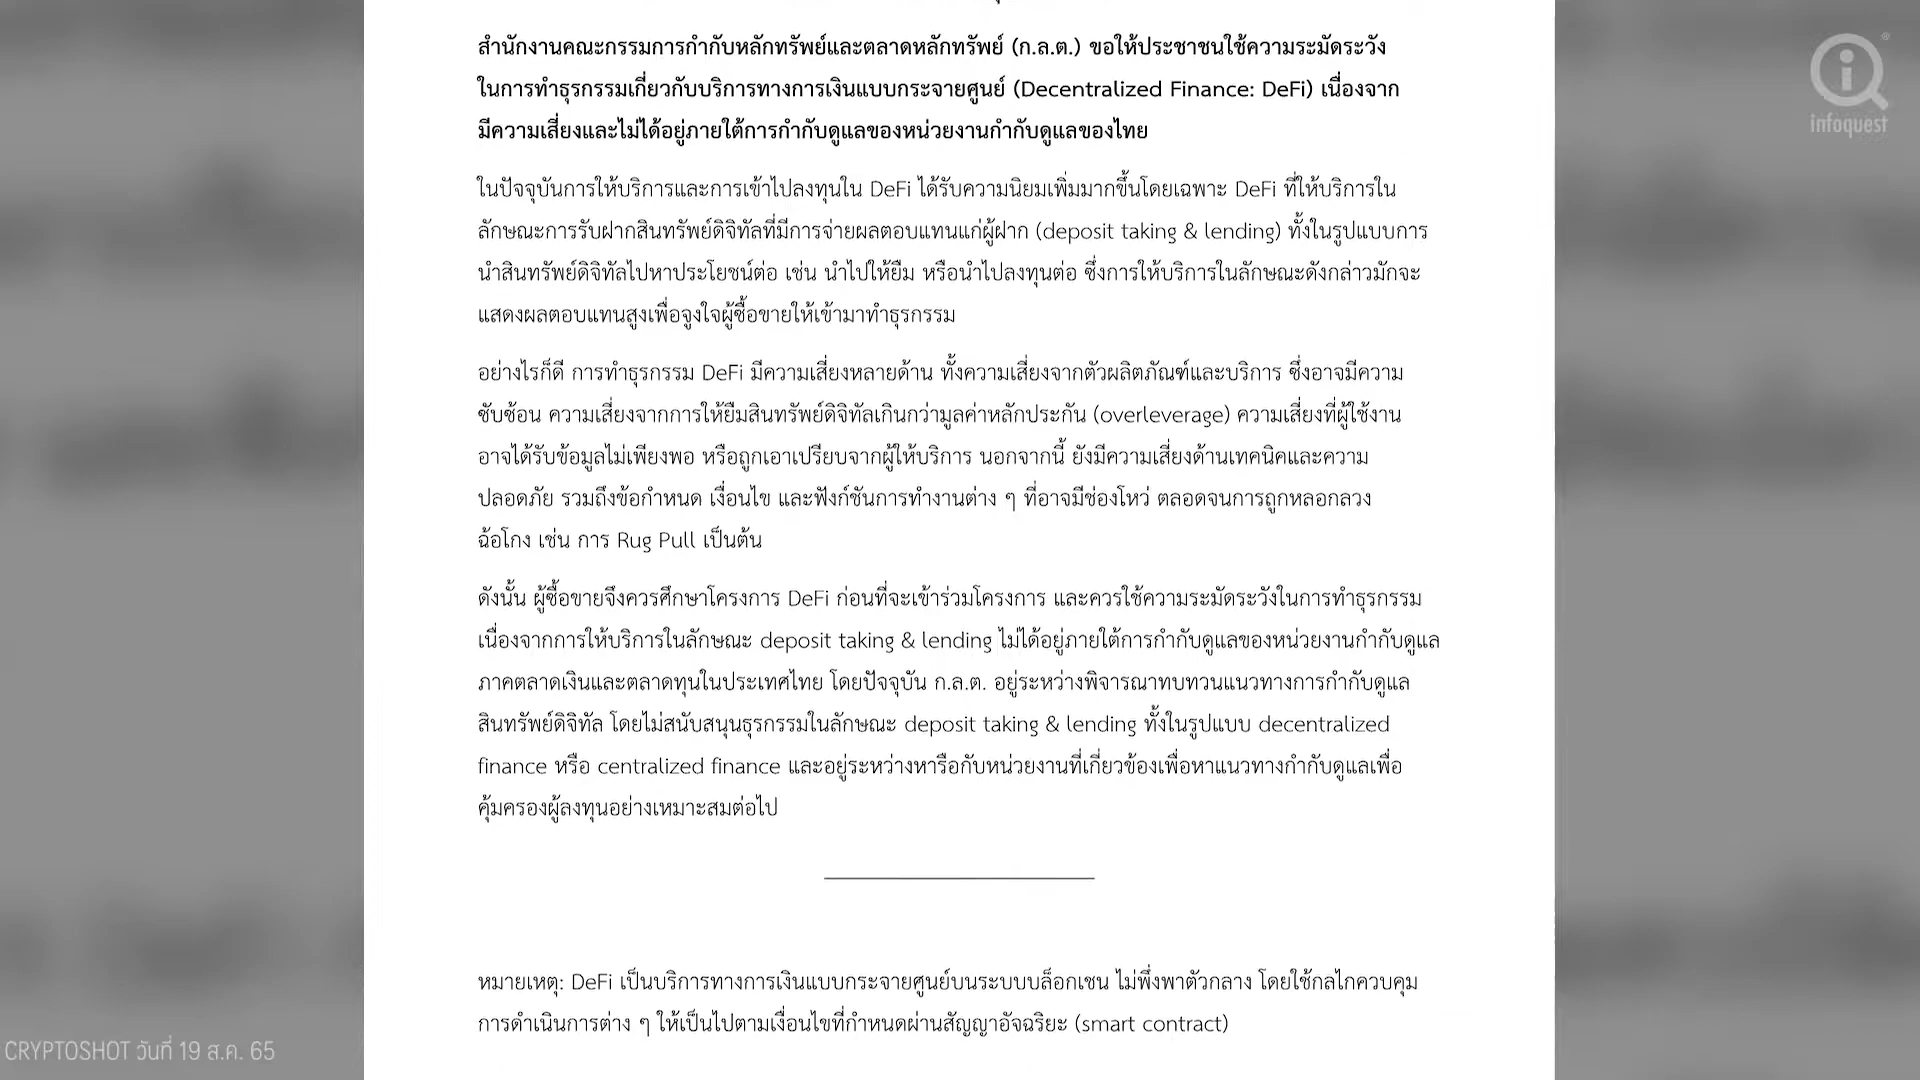 สำนักงานคณะกรรมการกำกับหลักทรัพย์และตลาดหลักทรัพย์ (ก.ล.ต.) ขอให้ประชาชนใช้ความระมัดระวัง
ในการทำธุรกรรมเกี่ยวกับบริการทางการเงินแบบกระจายศูนย์ (Decentralized Finance: DeFi) เนื่องจาก
มีความเสี่ยงและไม่ได้อยู่ภายใต้การกำกับดูแลของหน่วยงานกำกับดูแลของไทย
ในปัจจุบันการให้บริการและการเข้าไปลงทุนใน DeFi ได้รับความนิยมเพิ่มมากขึ้นโดยเฉพาะ DeFi ที่ให้บริการใน
ลักษณะการรับฝากสินทรัพย์ดิจิทัลที่มีการจ่ายผลตอบแทนแก่ผู้ฝาก (deposit taking & lending) ทั้งในรูปแบบการ
นำสินทรัพย์ดิจิทัลไปหาประโยชน์ต่อ เช่น นำไปให้ยืม หรือนำไปลงทุนต่อ ซึ่งการให้บริการในลักษณะดังกล่าวมักจะ
แสดงผลตอบแทนสูงเพื่อจูงใจผู้ซื้อขายให้เข้ามาทำธุรกรรม
อย่างไรก็ดี การทำธุรกรรม DeFi มีความเสี่ยงหลายด้าน ทั้งความเสี่ยงจากตัวผลิตภัณฑ์และบริการ ซึ่งอาจมีความ
ซับซ้อน ความเสี่ยงจากการให้ยืมสินทรัพย์ดิจิทัลเกินกว่ามูลค่าหลักประกัน (overleverage) ความเสี่ยงที่ผู้ใช้งาน
อาจได้รับข้อมูลไม่เพียงพอ หรือถูกเอาเปรียบจากผู้ให้บริการ นอกจากนี้ ยังมีความเสี่ยงด้านเทคนิคและความ
ปลอดภัย รวมถึงข้อกำหนด เงื่อนไข และฟังก์ชันการทำงานต่าง ๆ ที่อาจมีช่องโหว่ ตลอดจนการถูกหลอกลวง
ฉ้อโกง เช่น การ Rug Pull เป็นต้น
ดังนั้น ผู้ซื้อขายจึงควรศึกษาโครงการ DeFi ก่อนที่จะเข้าร่วมโครงการ และควรใช้ความระมัดระวังในการทำธุรกรรม
เนื่องจากการให้บริการในลักษณะ deposit taking & lending ไม่ได้อยู่ภายใต้การกำกับดูแลของหน่วยงานกำกับดูแล
ภาคตลาดเงินและตลาดทุนในประเทศไทย โดยปัจจุบัน ก.ล.ต. อยู่ระหว่างพิจารณาทบทวนแนวทางการกำกับดูแล
สินทรัพย์ดิจิทัล โดยไม่สนับสนุนธุรกรรมในลักษณะ deposit taking & lending ทั้งในรูปแบบ decentralized
finance หรือ centralized finance และอยู่ระหว่างหารือกับหน่วยงานที่เกี่ยวข้องเพื่อหาแนวทางกำกับดูแลเพื่อ
คุ้มครองผู้ลงทุนอย่างเหมาะสมต่อไป
หมายเหตุ: DeFi เป็นบริการทางการเงินแบบกระจายศูนย์บนระบบบล็อกเชน ไม่พึ่งพาตัวกลาง โดยใช้กลไกควบคุม
การดำเนินการต่าง ๆ ให้เป็นไปตามเงื่อนไขที่กำหนดผ่านสัญญาอัจฉริยะ (smart contract)
infoquest
CRYPTOSHOT วันที่ 19 ส.ค. 65